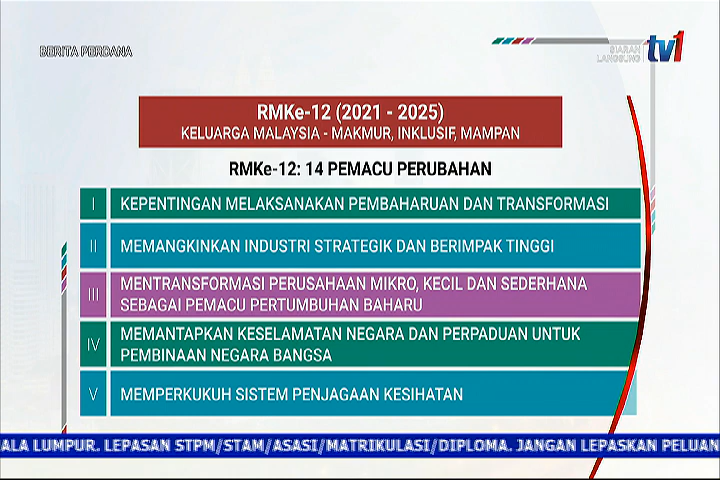 BERITA PERDANA
SIARAN
LANGSUNG
tv1
RMKe-12 (2021 - 2025)
KELUARGA MALAYSIA - MAKMUR, INKLUSIF, MAMPAN
RMKe-12: 14 PEMACU PERUBAHAN
I KEPENTINGAN MELAKSANAKAN PEMBAHARUAN DAN TRANSFORMASI
II MEMANGKINKAN INDUSTRI STRATEGIK DAN BERIMPAK TINGGI
III MENTRANSFORMASI PERUSAHAAN MIKRO, KECIL DAN SEDERHANA
SEBAGAI PEMACU PERTUMBUHAN BAHARU
IV MEMANTAPKAN KESELAMATAN NEGARA DAN PERPADUAN UNTUK
PEMBINAAN NEGARA BANGSA
V MEMPERKUKUH SISTEM PENJAGAAN KESIHATAN
ALA LUMPUR. LEPASAN STPM/STAM/ASASI/MATRIKULASI/DIPLOMA. JANGAN LEPASKAN PELUAN